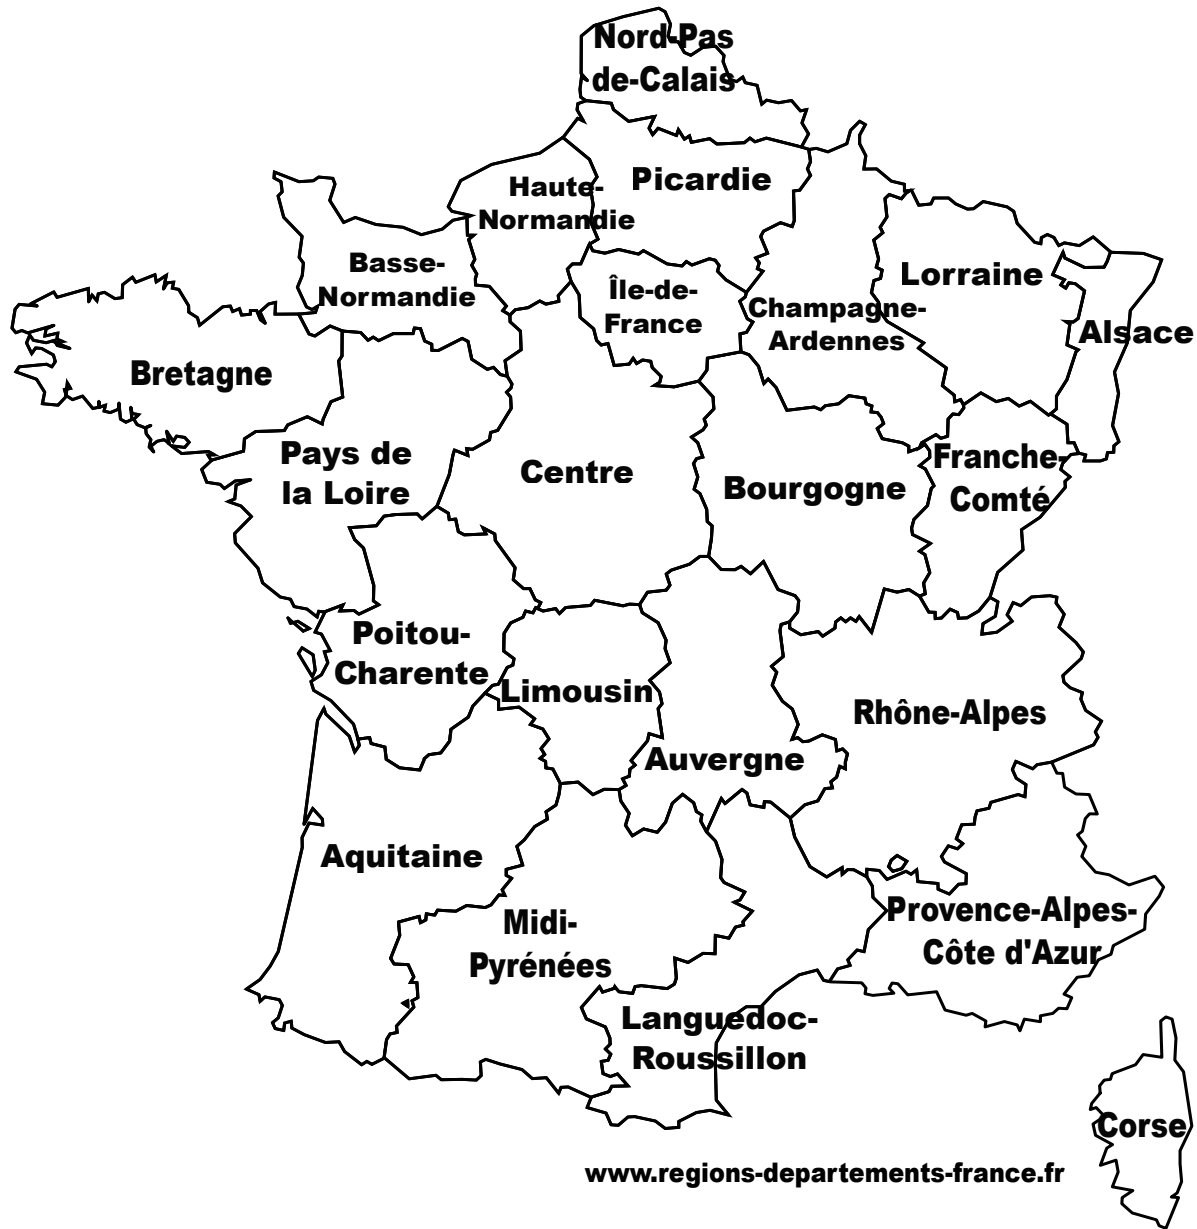 Nord-Pas
de-Calais
Picardie
Haute-
Normandie
Basse-
Normandie
Île-de-
France
Champagne-
Ardennes
Lorraine
Alsace
Bretagne
Pays de
la Loire
Centre
Bourgogne
Franche-
Comté
Poitou-
Charente
Limousin
Auvergne
Rhône-Alpes
Aquitaine
Midi-
Pyrénées
Languedoc-
Roussillon
Provence-Alpes-
Côte d'Azur
Corse
www.regions-departements-france.fr